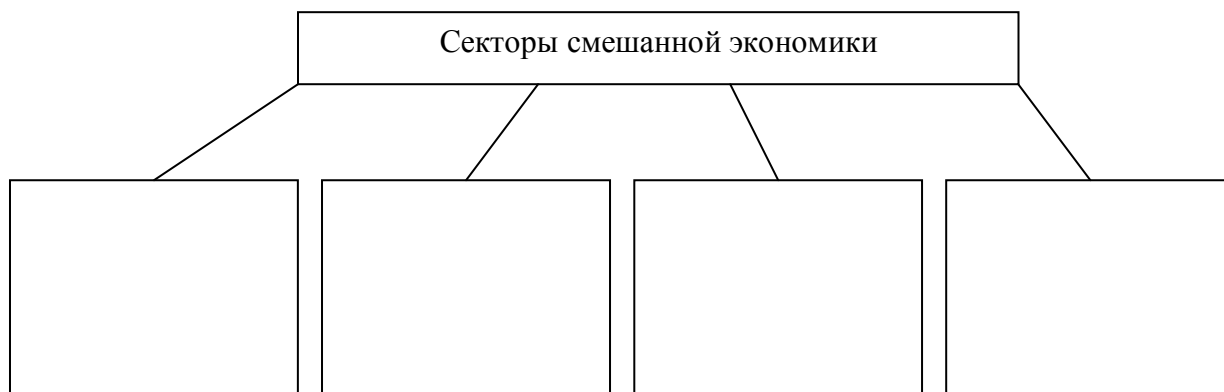 Секторы смешанной экономики